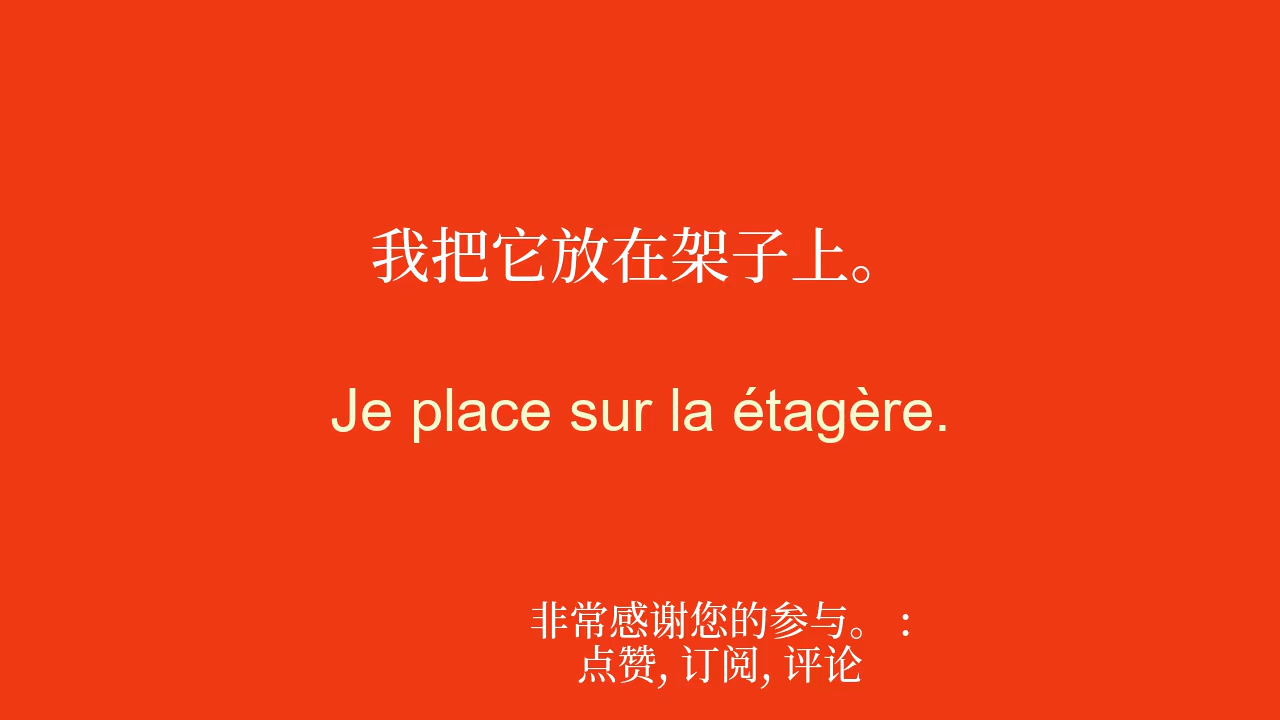 我把它放在架子上。
Je place sur la étagère.
非常感谢您的参与。 :
点赞, 订阅, 评论